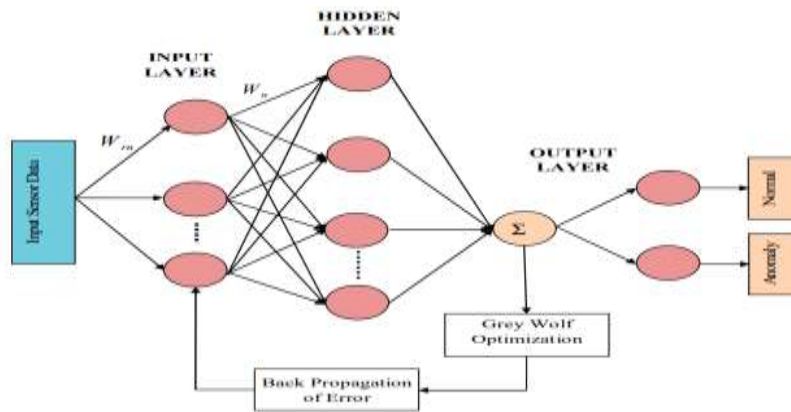 HIDDEN
LAYER
INPUT
LAYER
Wn
Wm
Input Sensor Data
OUTPUT
LAYER
Σ
Normal
Anomaly
Grey Wolf
Optimization
Back Propagation
of Error